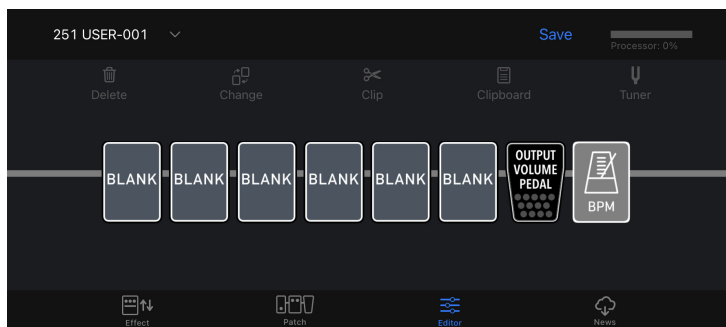 251 USER-001
Save
Processor: 0%
Delete
Change
Clip
Clipboard
Tuner
BLANK
BLANK
BLANK
BLANK
BLANK
BLANK
OUTPUT
VOLUME
PEDAL
BPM
Effect
Patch
Editor
News